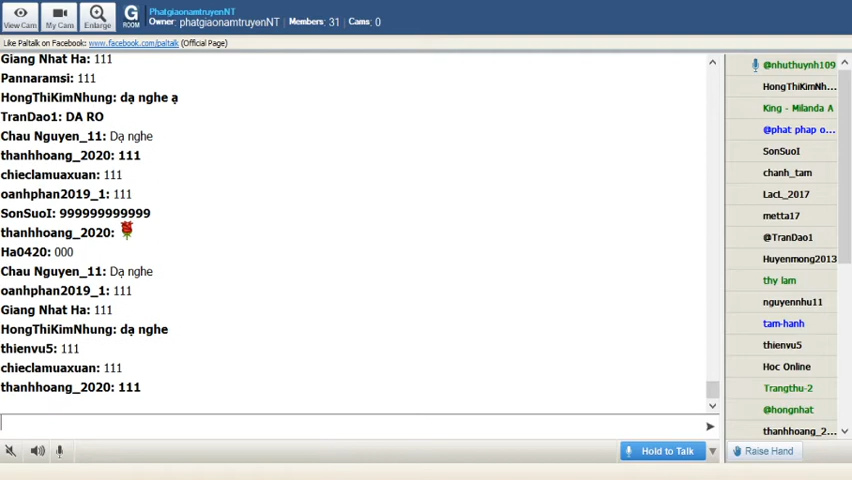 View Cam
My Cam
Enlarge
G
ROOM
PhatgiaonamtruyenNT
Owner: phatgiaonamtruyenNT Members: 31 Cams: 0
Like Paltalk on Facebook: www.facebook.com/paltalk (Official Page)
Giang Nhat Ha: 111
Pannaramsi: 111
HongThiKimNhung: dạ nghe ạ
TranDao1: DA RO
Chau Nguyen_11: Dạ nghe
thanhhoang_2020: 111
chieclamuaxuan: 111
oanhphan2019_1: 111
SonSuoI: 999999999999
thanhhoang_2020:
Ha0420: 000
Chau Nguyen_11: Dạ nghe
oanhphan2019_1: 111
Giang Nhat Ha: 111
HongThiKimNhung: dạ nghe
thienvu5: 111
chieclamuaxuan: 111
thanhhoang_2020: 111
@nhuthuynh109
HongThiKimNh...
King - Milanda A
@phat phap o...
SonSuoI
chanh_tam
LacL_2017
metta17
@TranDao1
Huyenmong2013
thy lam
nguyennhu11
tam-hanh
thienvu5
Hoc Online
Trangthu-2
@hongnhat
thanhhoang_2...
Hold to Talk
Raise Hand